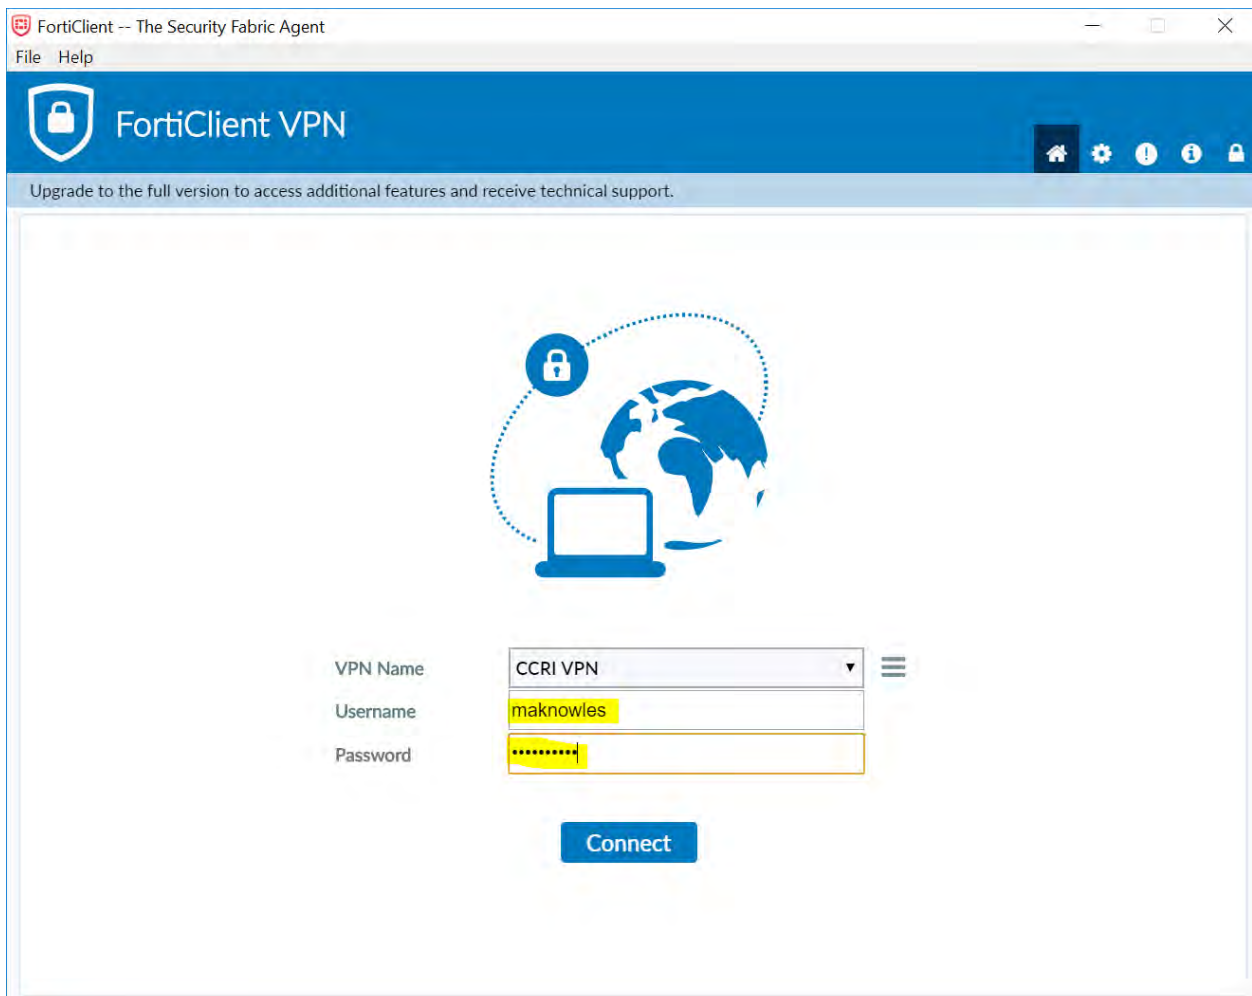 FortiClient -- The Security Fabric Agent
File Help
FortiClient VPN
Upgrade to the full version to access additional features and receive technical support.
VPN Name CCRI VPN
Username maknowles
Password ••••••••••
Connect